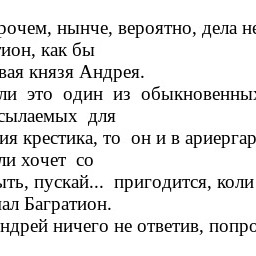 рочем, нынче, вероятно, дела не
ион, как бы
вая князя Андрея.
ли это один из обыкновенных
сылаемых для
ия крестика, то он и в ариергар
ли хочет со
ыть, пускай... пригодится, коли
ал Багратион.
ндрей ничего не ответив, попро